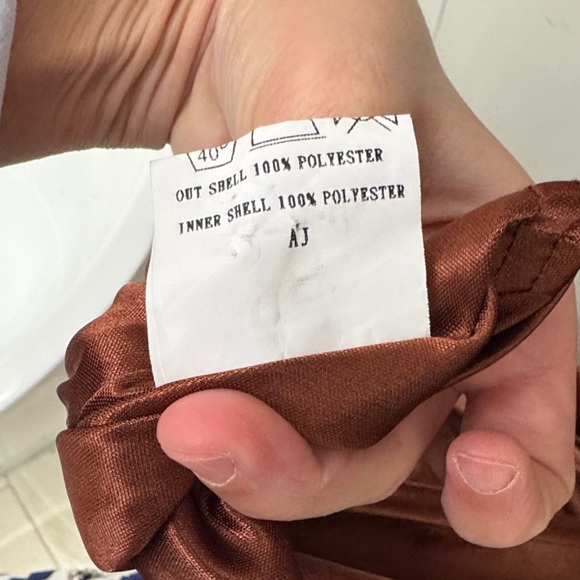 40°
OUT SHELL 100% POLYESTER
INNER SHELL 100% POLYESTER
AJ